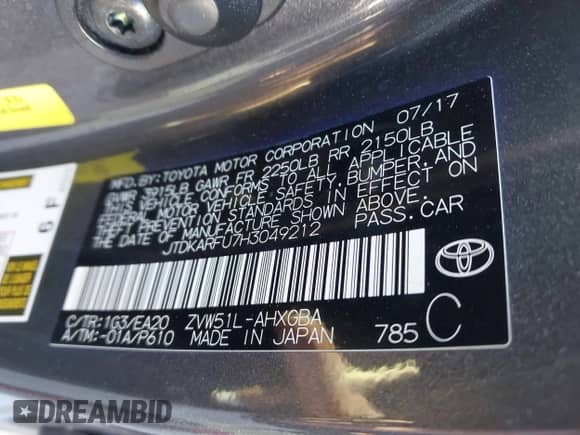 MFD. BY: TOYOTA MOTOR CORPORATION 07/17
GVWR 3915LB GAWR FR 2250LB RR 2150LB
THIS VEHICLE CONFORMS TO ALL APPLICABLE
FEDERAL MOTOR VEHICLE SAFETY, BUMPER, AND
THEFT PREVENTION STANDARDS IN EFFECT ON
THE DATE OF MANUFACTURE SHOWN ABOVE.
JTDKARFU7H3049212 PASS. CAR
C/TR: 1G3/EA20 ZVW51L-AHXGBA
A/TM: -01A/P610 MADE IN JAPAN 785 C
DREAMBID